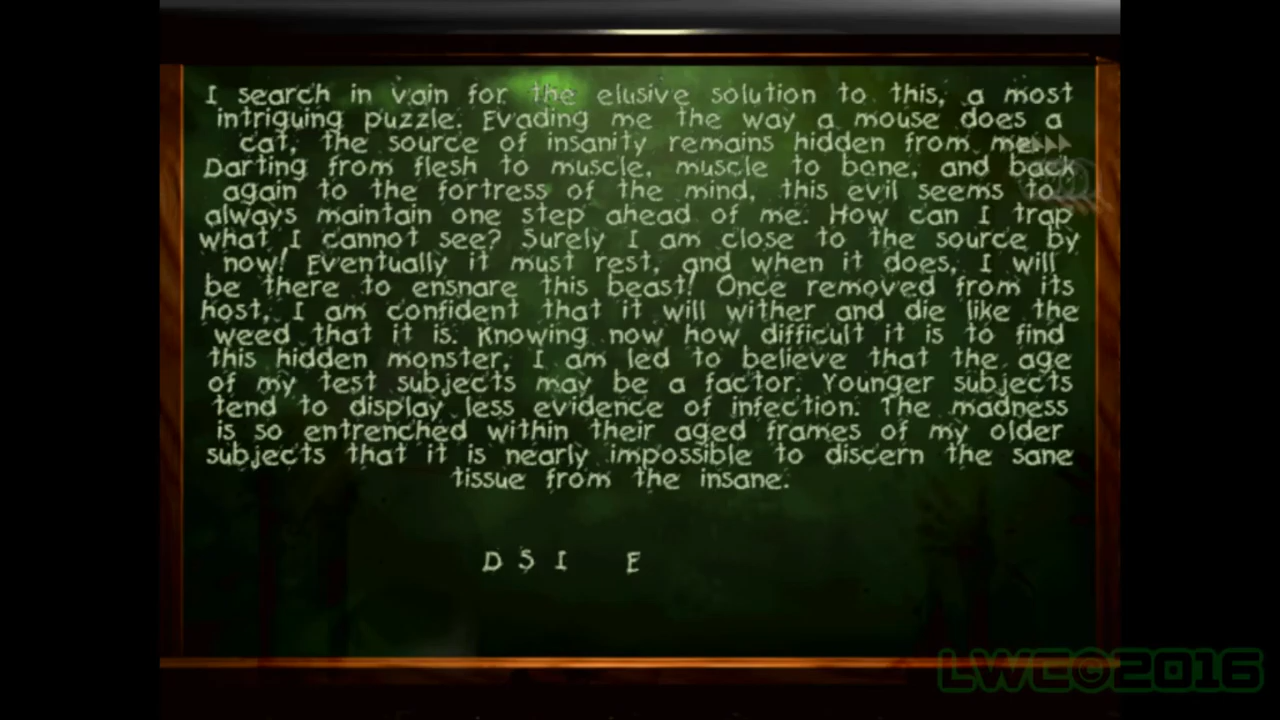 I search in vain for the elusive solution to this, a most
intriguing puzzle. Evading me the way a mouse does a
cat, the source of insanity remains hidden from me.
Darting from flesh to muscle, muscle to bone, and back
again to the fortress of the mind, this evil seems to
always maintain one step ahead of me. How can I trap
what I cannot see? Surely I am close to the source by
now! Eventually it must rest, and when it does, I will
be there to ensnare this beast! Once removed from its
host, I am confident that it will wither and die like the
weed that it is. Knowing now how difficult it is to find
this hidden monster, I am led to believe that the age
of my test subjects may be a factor. Younger subjects
tend to display less evidence of infection. The madness
is so entrenched within their aged frames of my older
subjects that it is nearly impossible to discern the sane
tissue from the insane.
D S I E
LWC©2016